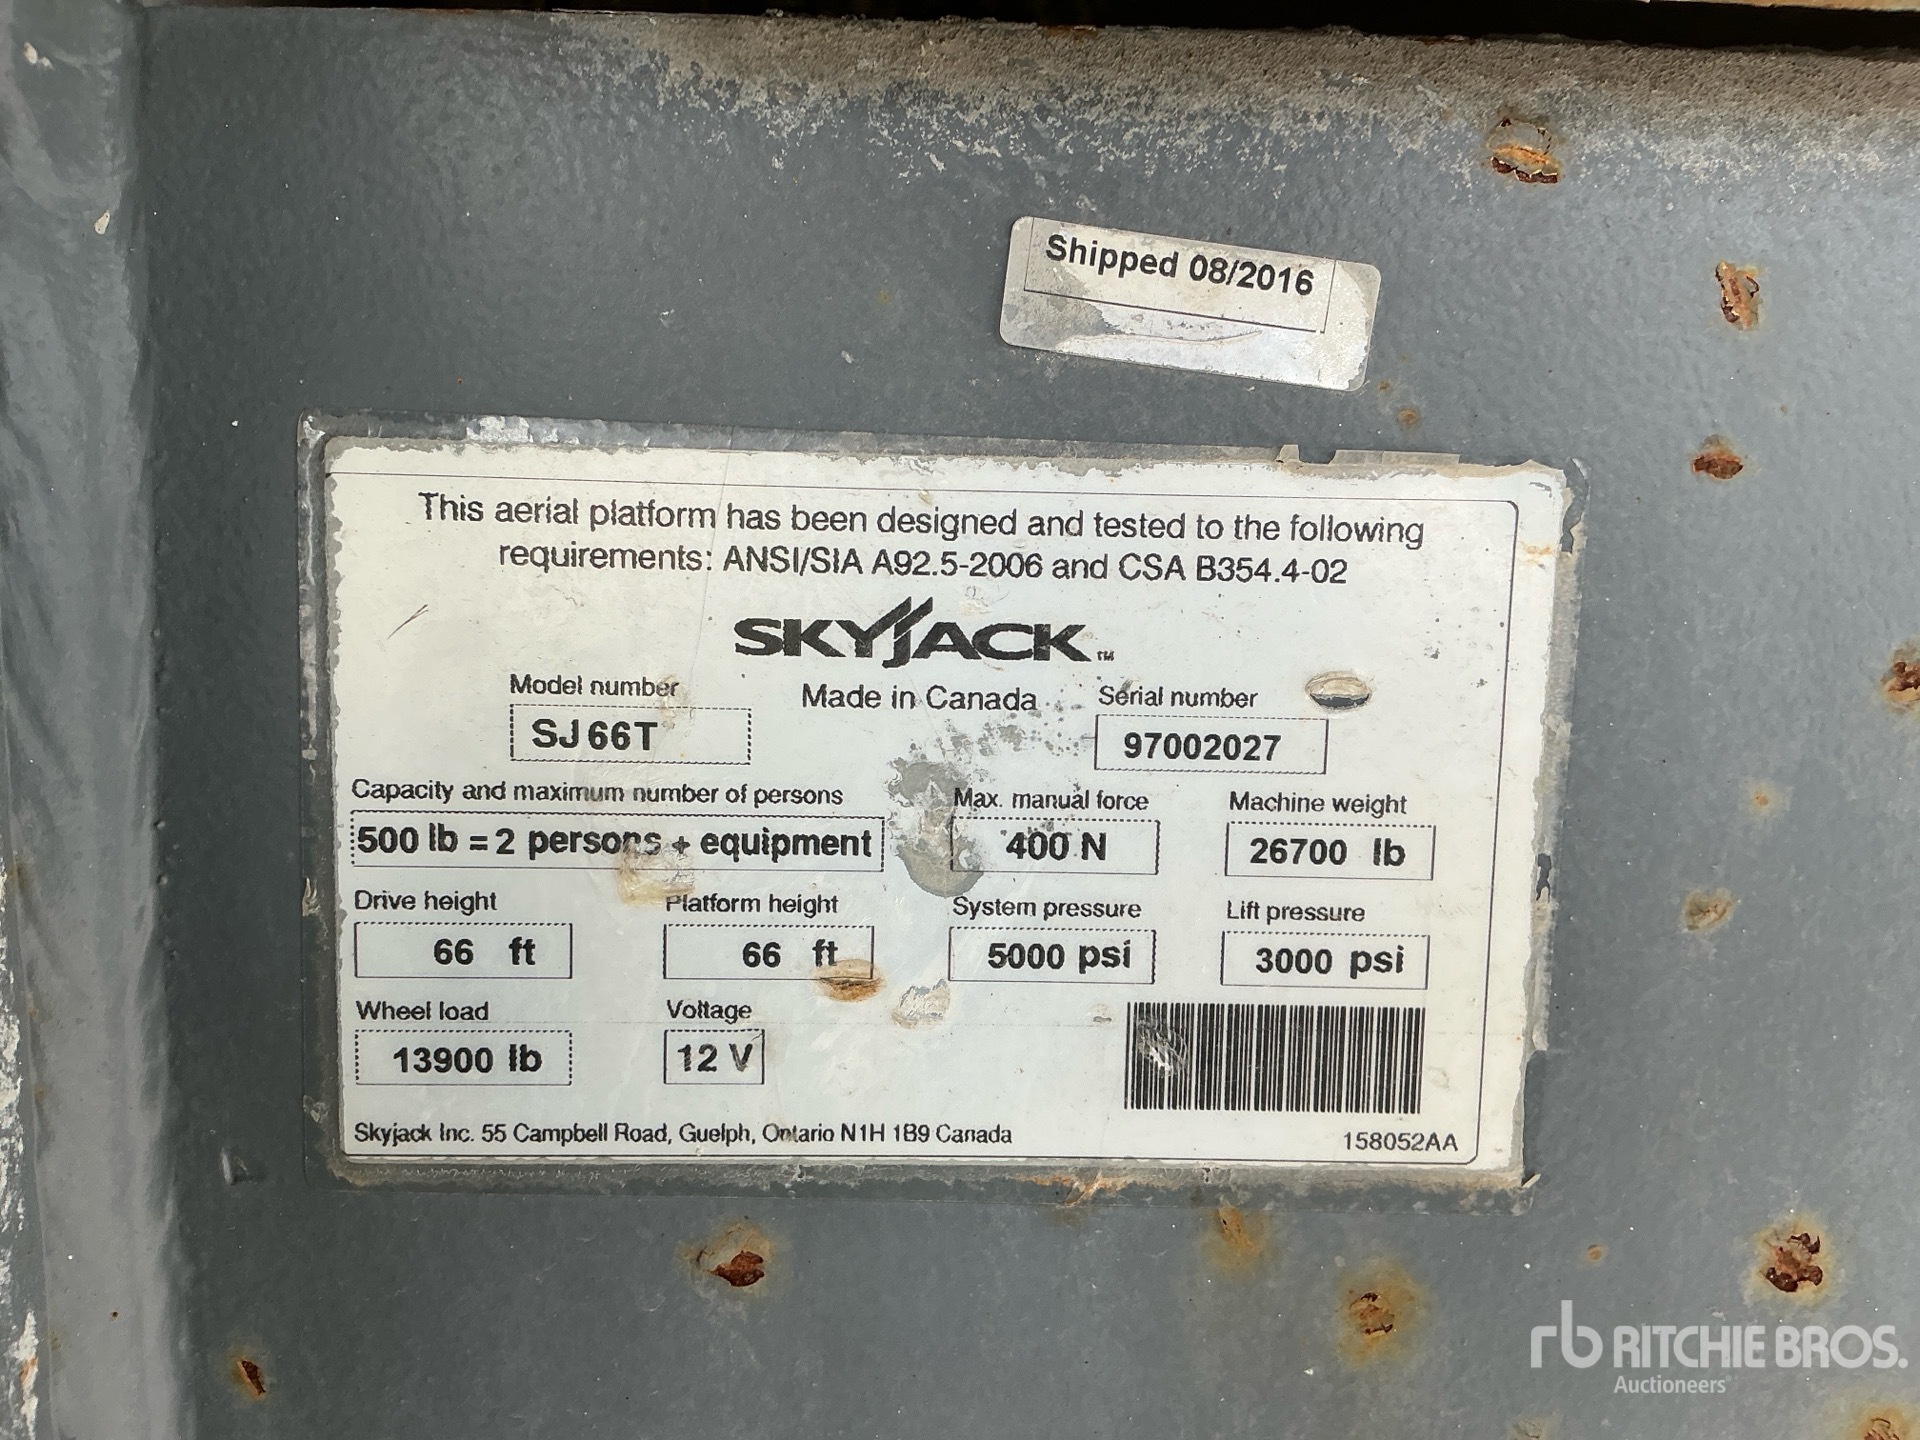 Shipped 08/2016
This aerial platform has been designed and tested to the following
requirements: ANSI/SIA A92.5-2006 and CSA B354.4-02
SKYJACK™
Model number
Made in Canada
Serial number
SJ66T
97002027
Capacity and maximum number of persons
Max. manual force
Machine weight
500 lb = 2 persons + equipment
400 N
26700 lb
Drive height
Platform height
System pressure
Lift pressure
66 ft
66 ft
5000 psi
3000 psi
Wheel load
Voltage
13900 lb
12 V
Skyjack Inc. 55 Campbell Road, Guelph, Ontario N1H 1B9 Canada
158052AA
rb RITCHIE BROS.
Auctioneers